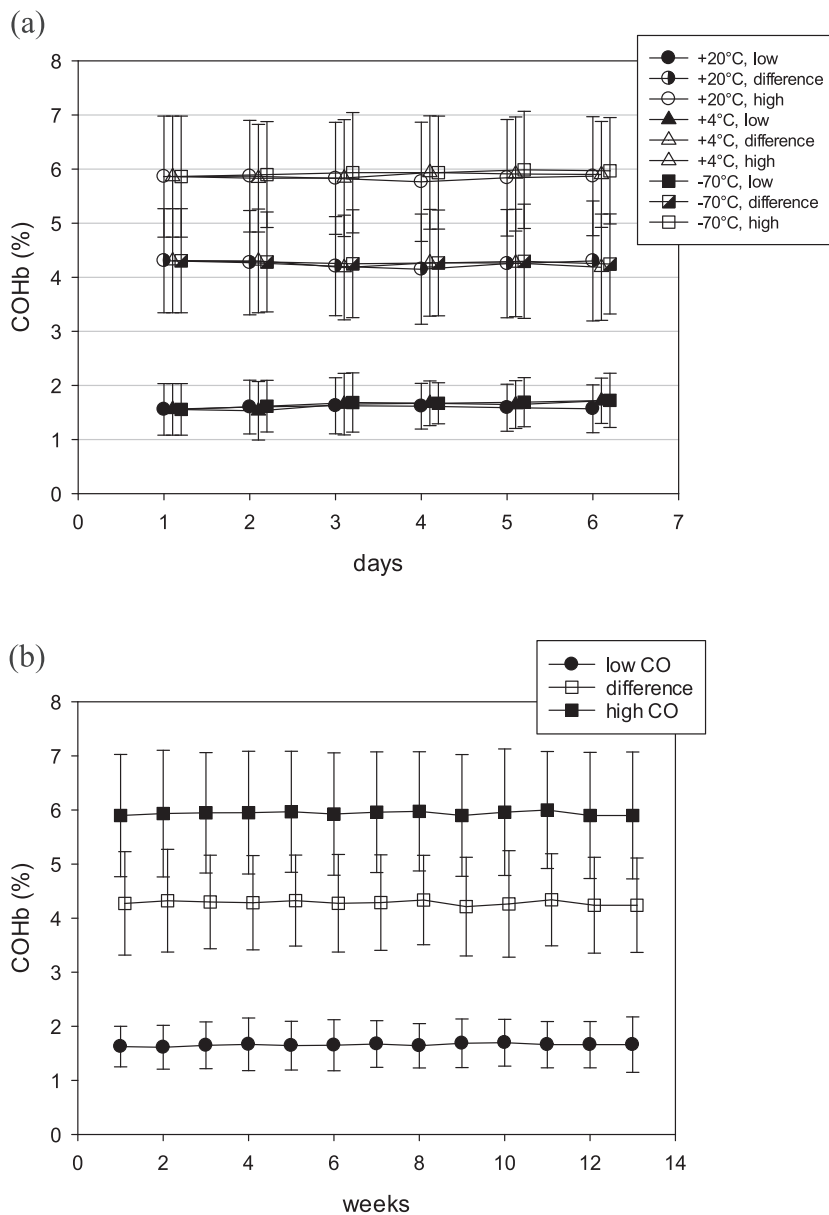 (a)
+20°C, low
+20°C, difference
+20°C, high
+4°C, low
+4°C, difference
+4°C, high
-70°C, low
-70°C, difference
-70°C, high
8
7
6
5
4
3
2
1
0
COHb (%)
0 1 2 3 4 5 6 7
days
(b)
low CO
difference
high CO
8
7
6
5
4
3
2
1
0
COHb (%)
0 2 4 6 8 10 12 14
weeks